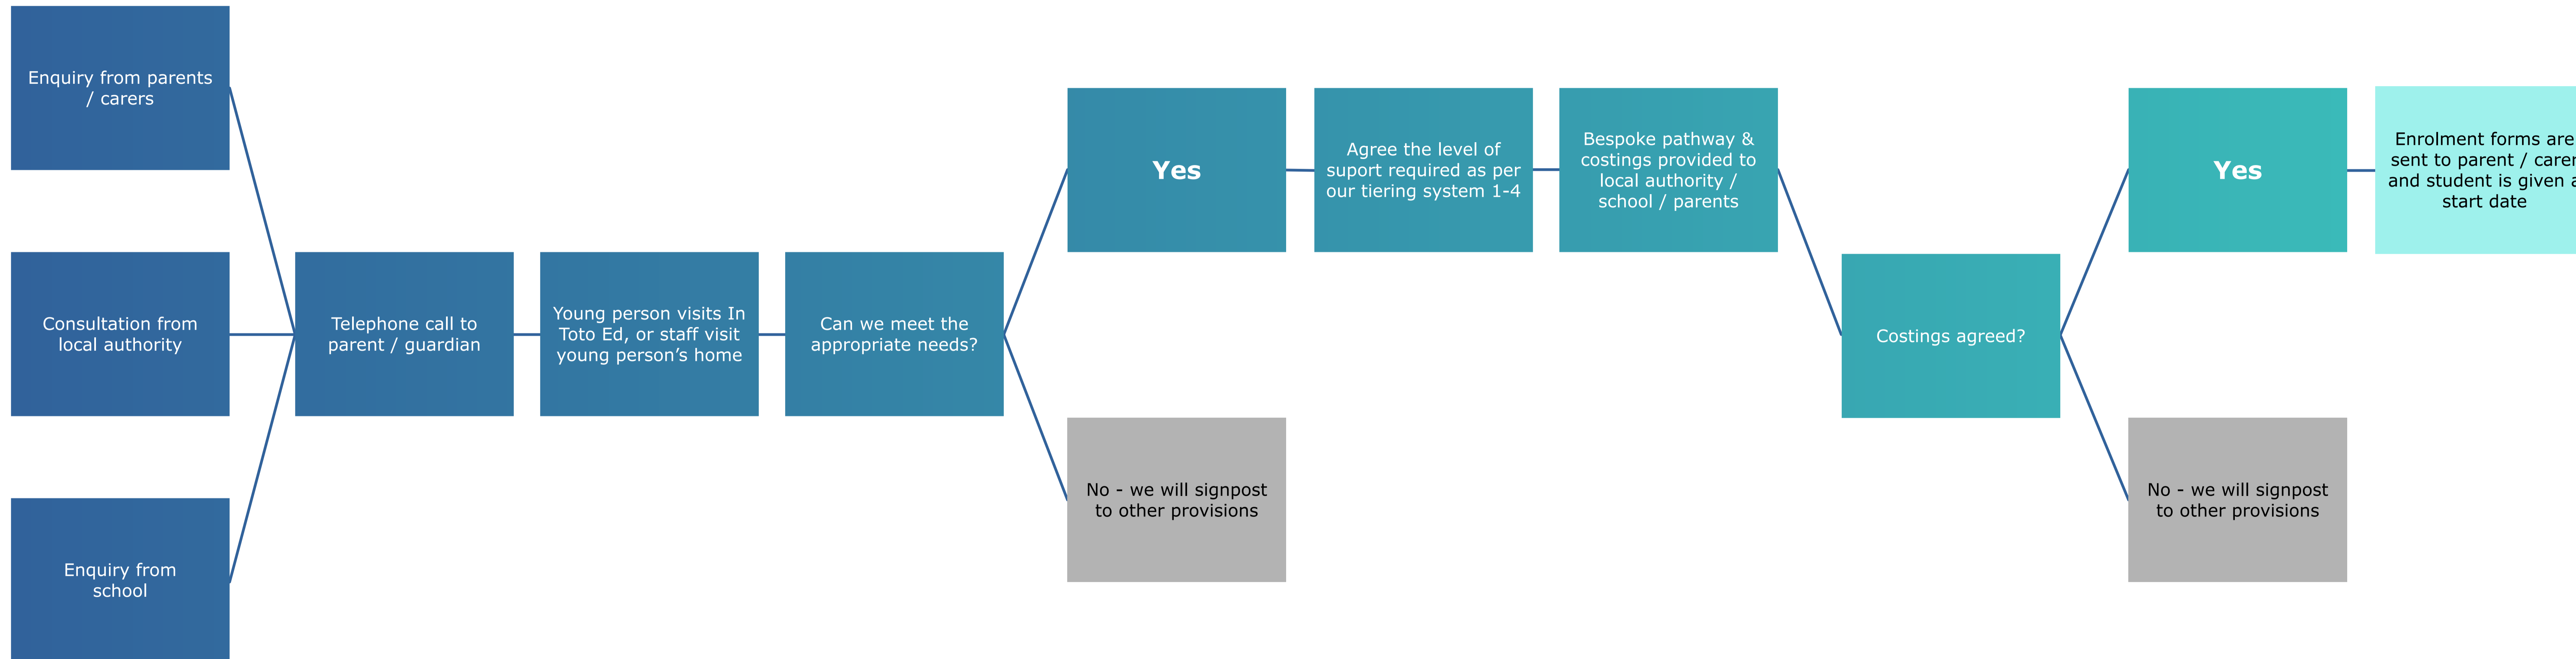 Enquiry from parents
/ carers
Consultation from
local authority
Enquiry from
school
Telephone call to
parent / guardian
Young person visits In
Toto Ed, or staff visit
young person’s home
Can we meet the
appropriate needs?
Yes
No - we will signpost
to other provisions
Agree the level of
suport required as per
our tiering system 1-4
Bespoke pathway &
costings provided to
local authority /
school / parents
Costings agreed?
Yes
No - we will signpost
to other provisions
Enrolment forms are
sent to parent / carer
and student is given a
start date